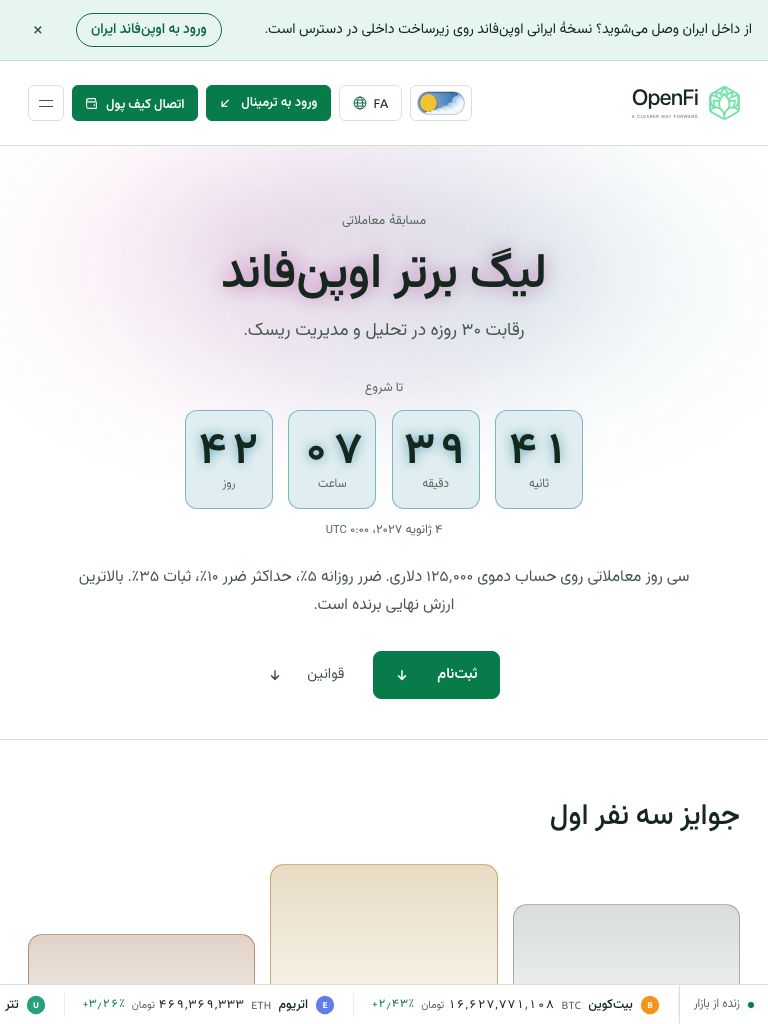 از داخل ایران وصل می‌شوید؟ نسخهٔ ایرانی اوپن‌فاند روی زیرساخت داخلی در دسترس است.
ورود به اوپن‌فاند ایران
×
OpenFi
A CLEARER WAY FORWARD
FA
ورود به ترمینال
اتصال کیف پول
مسابقهٔ معاملاتی
لیگ برتر اوپن‌فاند
رقابت ۳۰ روزه در تحلیل و مدیریت ریسک.
تا شروع
۴۲ ۰۷ ۳۹ ۴۱
روز ساعت دقیقه ثانیه
۴ ژانویه ۲۰۲۷، ۰:۰۰ UTC
سی روز معاملاتی روی حساب دموی ۱۲۵,۰۰۰ دلاری. ضرر روزانه ۵٪، حداکثر ضرر ۱۰٪، ثبات ۳۵٪. بالاترین
ارزش نهایی برنده است.
ثبت‌نام ↓
قوانین ↓
جوایز سه نفر اول
زنده از بازار
B بیت‌کوین BTC ۱۶,۶۲۷,۷۷۱,۱۰۸ تومان +۲٫۴۳٪
E اتریوم ETH ۴۶۹,۳۶۹,۳۳۳ تومان +۳٫۲۶٪
U تتر